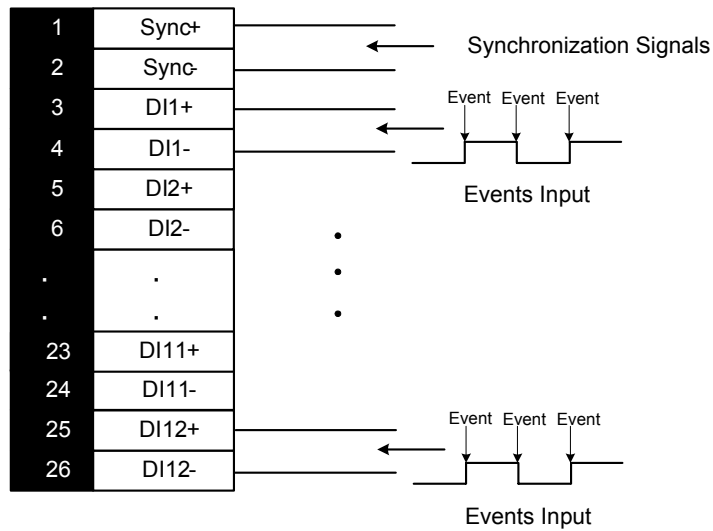 1 Sync+
Synchronization Signals
2 Sync-
3 DI1+
Event Event Event
4 DI1-
5 DI2+
Events Input
6 DI2-
. .
. .
23 DI11+
24 DI11-
25 DI12+
Event Event Event
26 DI12-
Events Input